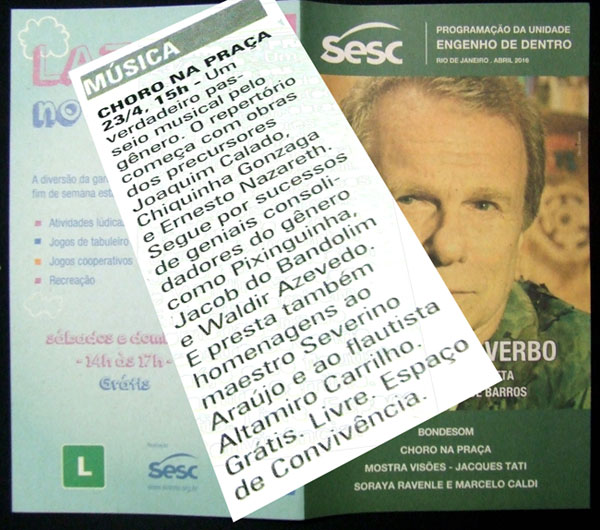 MÚSICA
CHORO NA PRAÇA
23/4, 15h - Um
verdadeiro pas-
seio musical pelo
gênero. O repertório
começa com obras
dos precursores
Joaquim Calado,
Chiquinha Gonzaga
e Ernesto Nazareth.
Segue por sucessos
de geniais consoli-
dadores do gênero
como Pixinguinha,
Jacob do Bandolim
e Waldir Azevedo.
E presta também
homenagens ao
maestro Severino
Araújo e ao flautista
Altamiro Carrilho.
Grátis. Livre. Espaço
de Convivência.
no
A diversão da
fim de semana
Atividades lúdicas
Jogos de tabuleiro
Jogos cooperativos
Recreação
sábados e
- 14h às 17h -
Grátis
L
Sesc
Sesc
PROGRAMAÇÃO DA UNIDADE
ENGENHO DE DENTRO
RIO DE JANEIRO, ABRIL 2016
VERBO
BARROS
BONDESOM
CHORO NA PRAÇA
MOSTRA VISÕES - JACQUES TATI
SORAYA RAVENLE E MARCELO CALDI